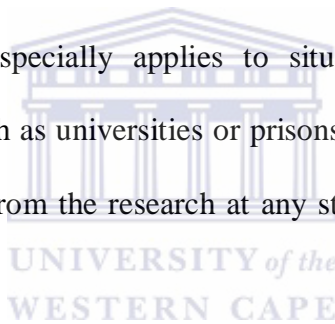 specially applies to situ
as universities or prisons
rom the research at any st
UNIVERSITY of the
WESTERN CAPE